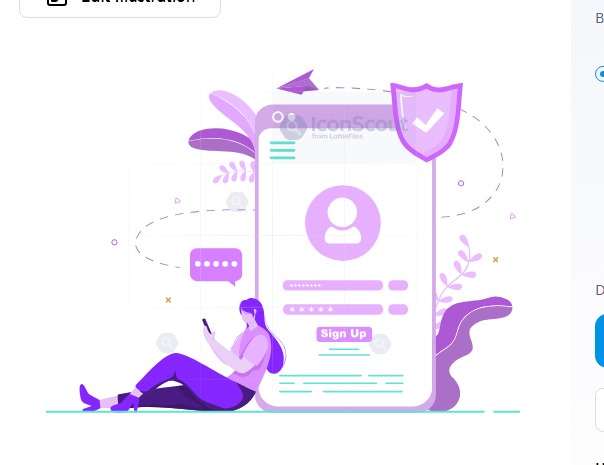 Edit Illustration
B
IconScout
from LottieFiles
Sign Up
D